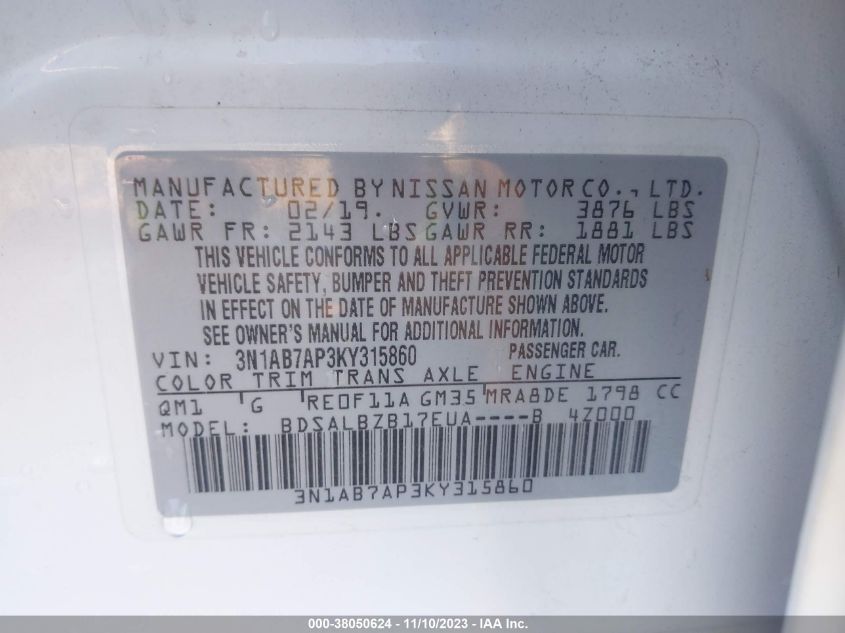 MANUFACTURED BY NISSAN MOTOR CO., LTD.
DATE: 02/19. GVWR: 3876 LBS
GAWR FR: 2143 LBS GAWR RR: 1881 LBS
THIS VEHICLE CONFORMS TO ALL APPLICABLE FEDERAL MOTOR
VEHICLE SAFETY, BUMPER AND THEFT PREVENTION STANDARDS
IN EFFECT ON THE DATE OF MANUFACTURE SHOWN ABOVE.
SEE OWNER'S MANUAL FOR ADDITIONAL INFORMATION.
VIN: 3N1AB7AP3KY315860 PASSENGER CAR.
COLOR TRIM TRANS AXLE ENGINE
QM1 G RE0F11A GM35 MRA8DE 1798 CC
MODEL: BDSALBZB17EUA----B 4Z000
3N1AB7AP3KY315860
000-38050624 - 11/10/2023 - IAA Inc.